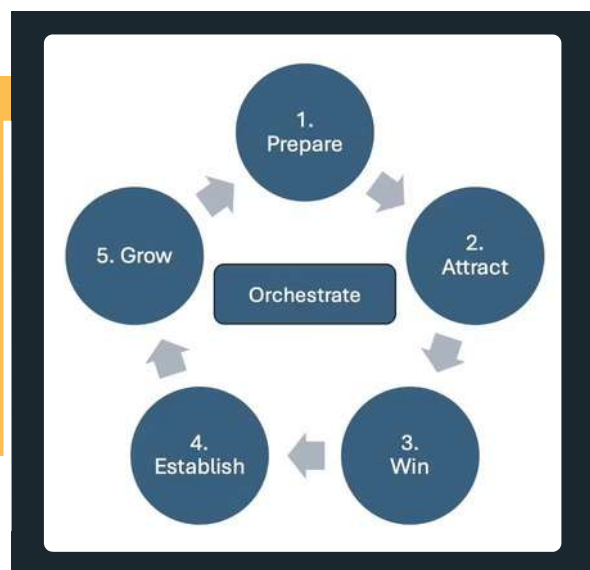 1.
Prepare
2.
Attract
3.
Win
4.
Establish
5. Grow
Orchestrate